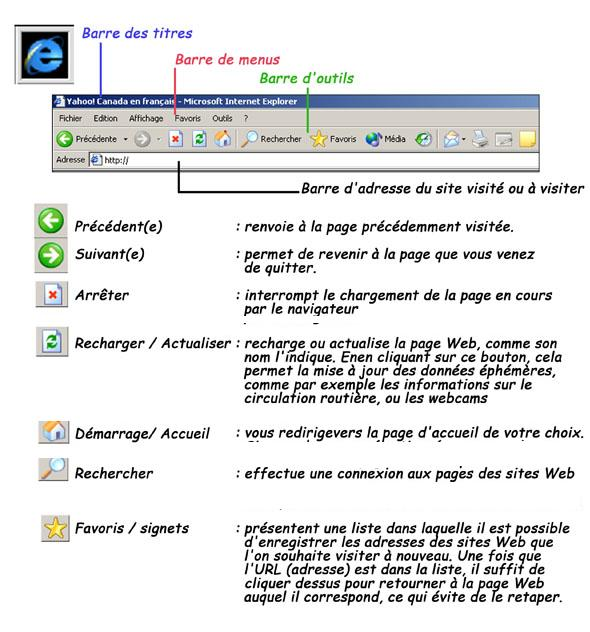 Barre des titres
Barre de menus
Barre d'outils
Yahoo! Canada en français - Microsoft Internet Explorer
Fichier Edition Affichage Favoris Outils ?
Précédente Rechercher Favoris Média
Adresse http://
Barre d'adresse du site visité ou à visiter
Précédent(e) : renvoie à la page précédemment visitée.
Suivant(e) : permet de revenir à la page que vous venez
de quitter.
Arrêter : interrompt le chargement de la page en cours
par le navigateur
Recharger / Actualiser : recharge ou actualise la page Web, comme son
nom l'indique. Enen cliquant sur ce bouton, cela
permet la mise à jour des données éphémères,
comme par exemple les informations sur le
circulation routière, ou les webcams
Démarrage/ Accueil : vous redirigevers la page d'accueil de votre choix.
Rechercher : effectue une connexion aux pages des sites Web
Favoris / signets : présentent une liste dans laquelle il est possible
d'enregistrer les adresses des sites Web que
l'on souhaite visiter à nouveau. Une fois que
l'URL (adresse) est dans la liste, il suffit de
cliquer dessus pour retourner à la page Web
auquel il correspond, ce qui évite de le retaper.